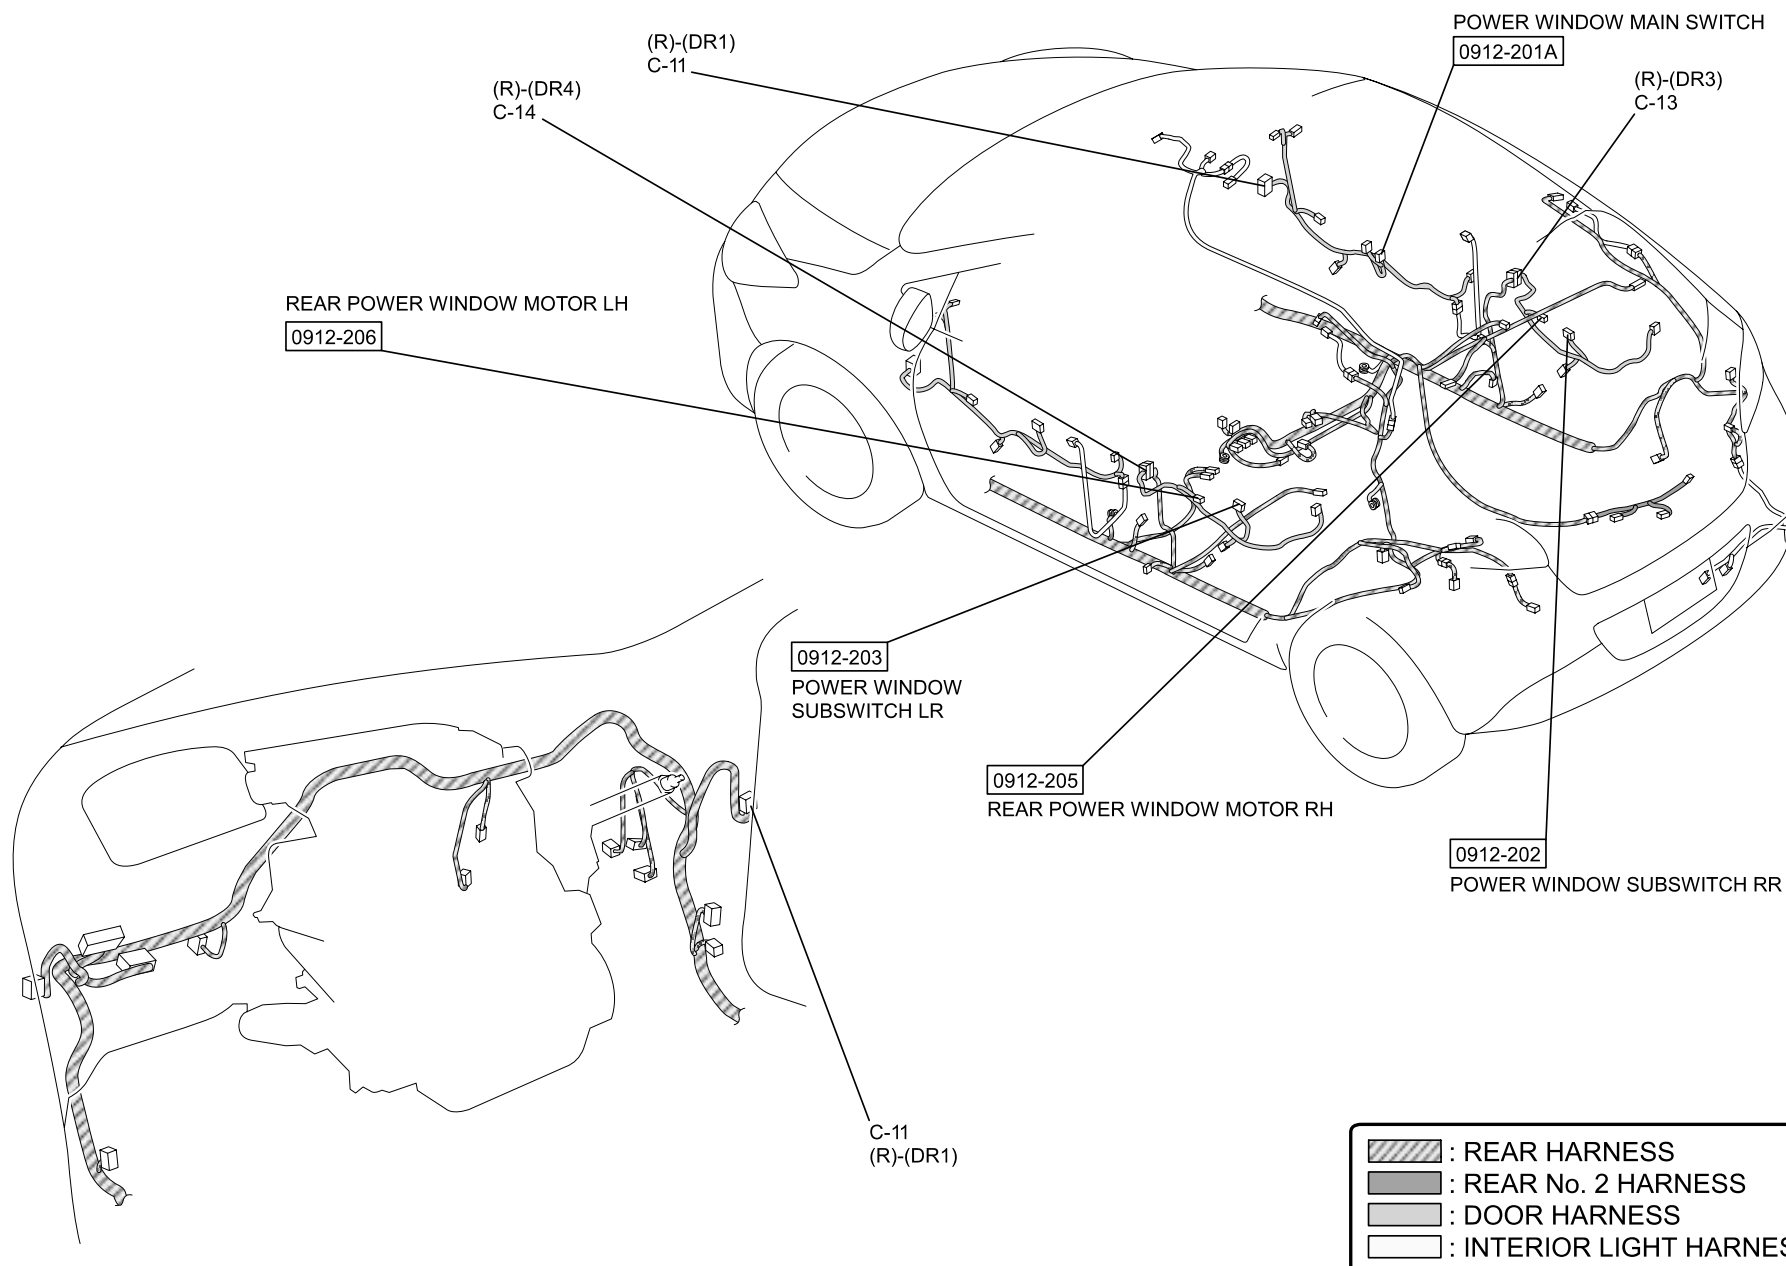 POWER WINDOW MAIN SWITCH
0912-201A
(R)-(DR1)
C-11
(R)-(DR3)
C-13
(R)-(DR4)
C-14
REAR POWER WINDOW MOTOR LH
0912-206
0912-203
POWER WINDOW
SUBSWITCH LR
0912-205
REAR POWER WINDOW MOTOR RH
0912-202
POWER WINDOW SUBSWITCH RR
C-11
(R)-(DR1)
: REAR HARNESS
: REAR No. 2 HARNESS
: DOOR HARNESS
: INTERIOR LIGHT HARNES